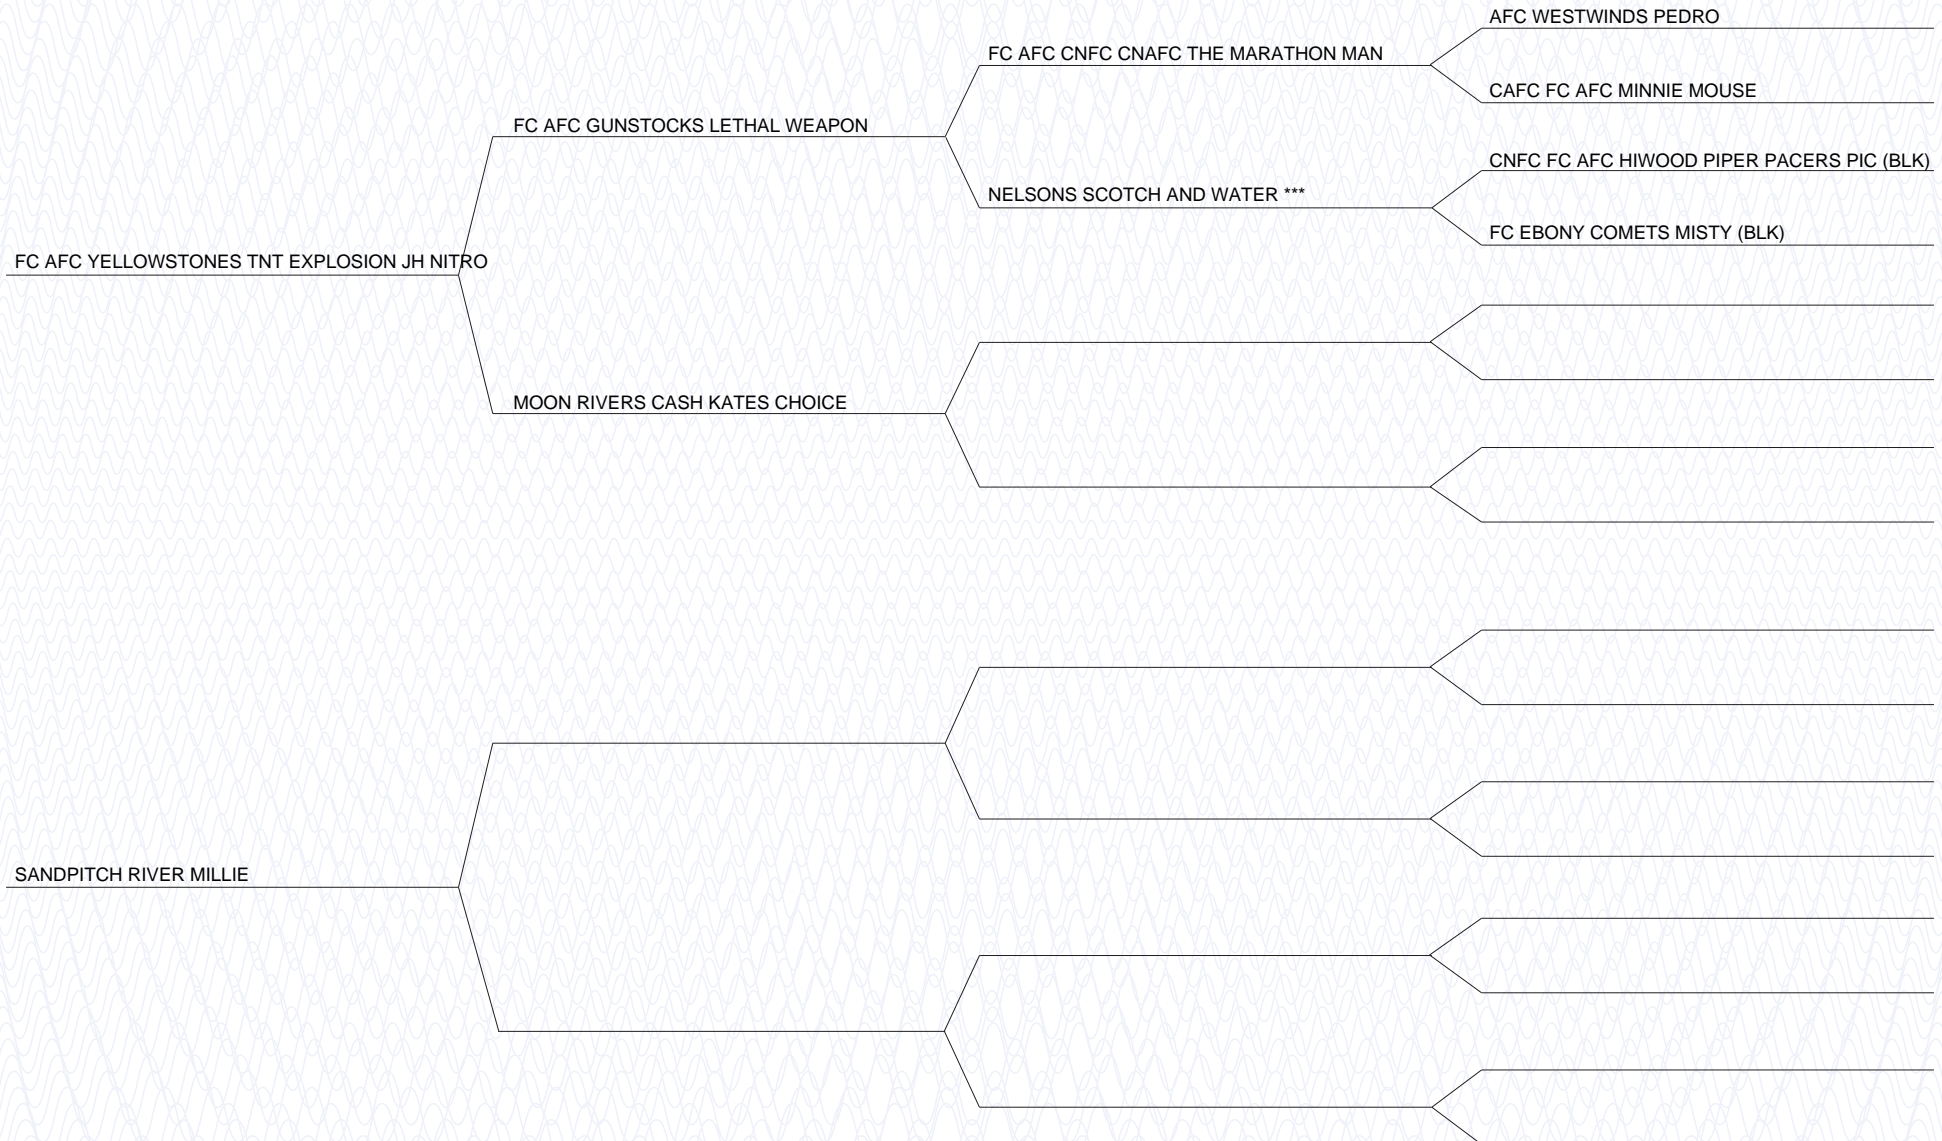 AFC WESTWINDS PEDRO
FC AFC CNFC CNAFC THE MARATHON MAN
CAFC FC AFC MINNIE MOUSE
FC AFC GUNSTOCKS LETHAL WEAPON
CNFC FC AFC HIWOOD PIPER PACERS PIC (BLK)
NELSONS SCOTCH AND WATER ***
FC EBONY COMETS MISTY (BLK)
FC AFC YELLOWSTONES TNT EXPLOSION JH NITRO
MOON RIVERS CASH KATES CHOICE
SANDPITCH RIVER MILLIE